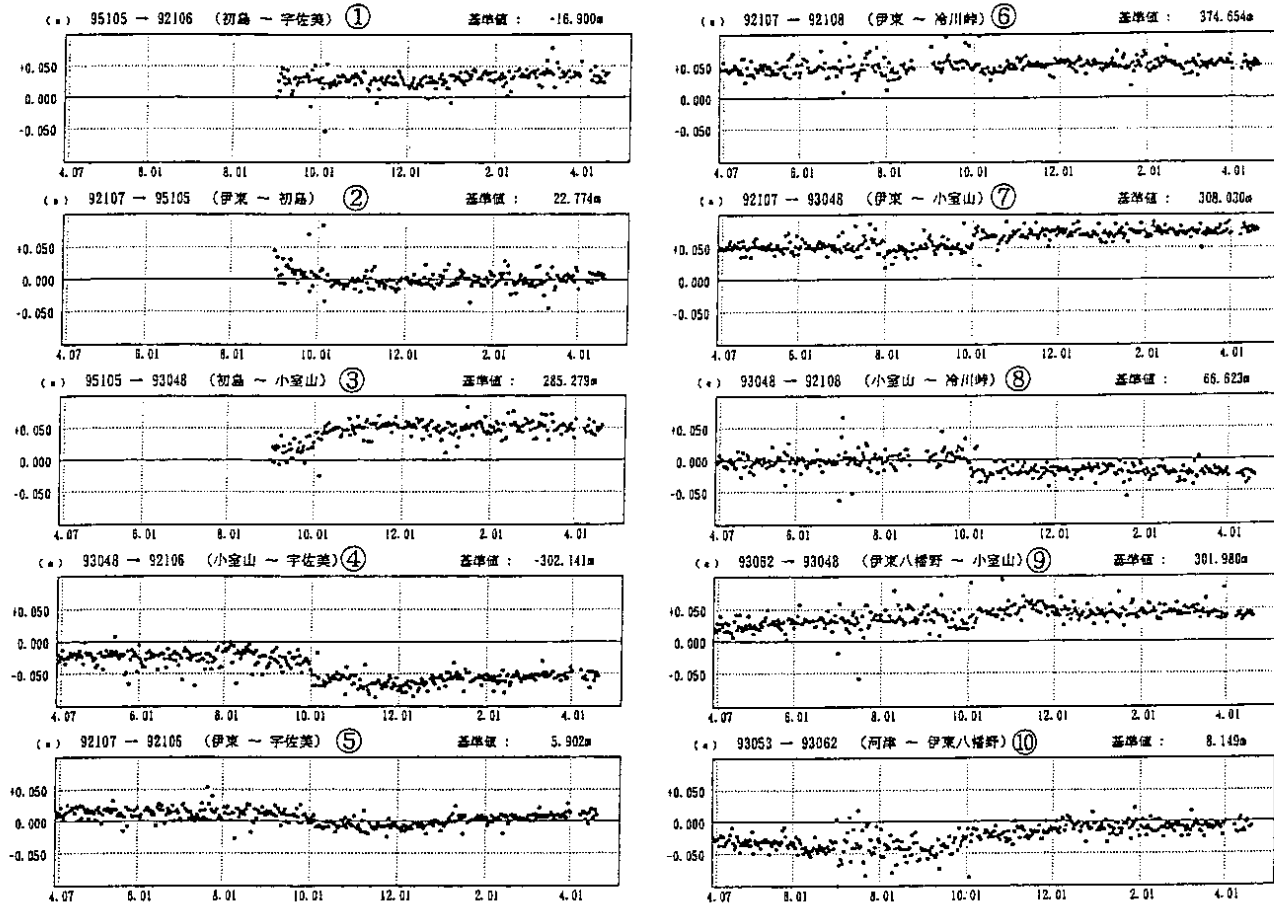 (m) 95105 → 92106 (初島 ~ 宇佐美) ① 基準値 : -16.900m
+0.050
0.000
-0.050
4.07 6.01 8.01 10.01 12.01 2.01 4.01
(m) 92107 → 95105 (伊東 ~ 初島) ② 基準値 : 22.774m
+0.050
0.000
-0.050
4.07 6.01 8.01 10.01 12.01 2.01 4.01
(m) 95105 → 93048 (初島 ~ 小室山) ③ 基準値 : 285.279m
+0.050
0.000
-0.050
4.07 6.01 8.01 10.01 12.01 2.01 4.01
(m) 93048 → 92106 (小室山 ~ 宇佐美) ④ 基準値 : -302.141m
+0.050
0.000
-0.050
4.07 6.01 8.01 10.01 12.01 2.01 4.01
(m) 92107 → 92106 (伊東 ~ 宇佐美) ⑤ 基準値 : 5.902m
+0.050
0.000
-0.050
4.07 6.01 8.01 10.01 12.01 2.01 4.01
(m) 92107 → 92108 (伊東 ~ 冷川峠) ⑥ 基準値 : 374.654m
+0.050
0.000
-0.050
4.07 6.01 8.01 10.01 12.01 2.01 4.01
(m) 92107 → 93048 (伊東 ~ 小室山) ⑦ 基準値 : 308.030m
+0.050
0.000
-0.050
4.07 6.01 8.01 10.01 12.01 2.01 4.01
(m) 93048 → 92108 (小室山 ~ 冷川峠) ⑧ 基準値 : 66.623m
+0.050
0.000
-0.050
4.07 6.01 8.01 10.01 12.01 2.01 4.01
(m) 93062 → 93048 (伊東八幡野 ~ 小室山) ⑨ 基準値 : 301.980m
+0.050
0.000
-0.050
4.07 6.01 8.01 10.01 12.01 2.01 4.01
(m) 93053 → 93062 (河津 ~ 伊東八幡野) ⑩ 基準値 : 8.149m
+0.050
0.000
-0.050
4.07 6.01 8.01 10.01 12.01 2.01 4.01